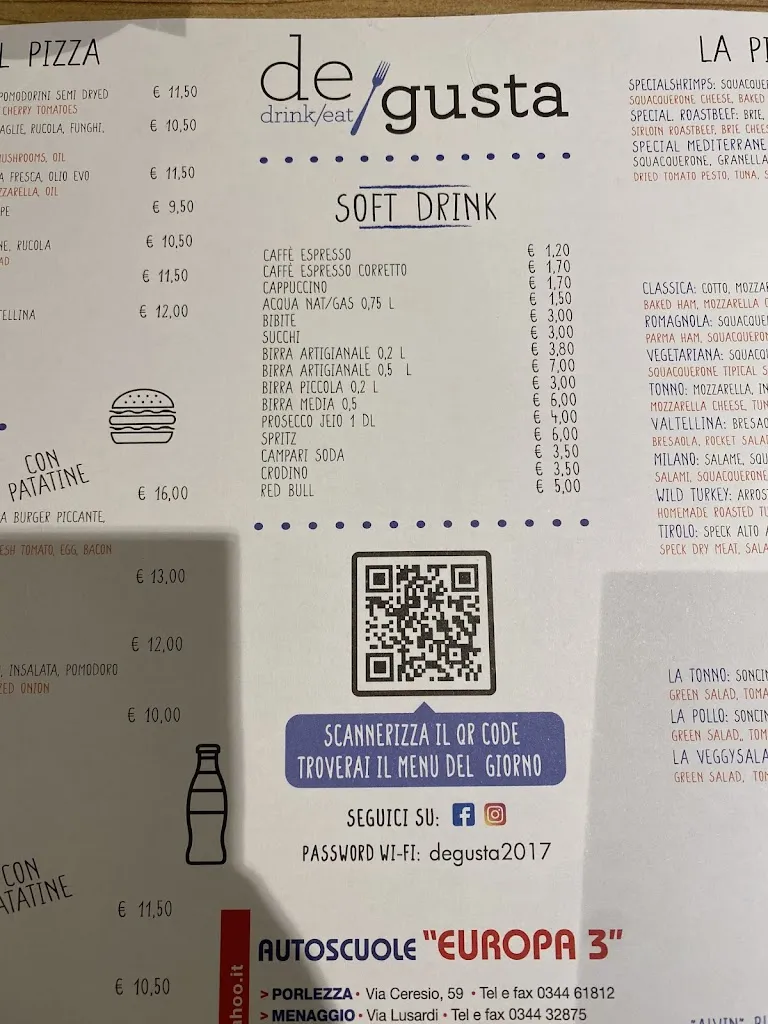 L PIZZA
POMODORINI SEMI DRYED € 11,50
CHERRY TOMATOES
AGLIE, RUCOLA, FUNGHI, € 10,50
MUSHROOMS, OIL
A FRESCA, OLIO EVO € 11,50
ZZARELLA, OIL
PE € 9,50
NE, RUCOLA € 10,50
AD
€ 11,50
TELLINA € 12,00
CON
PATATINE
€ 16,00
A BURGER PICCANTE,
ESH TOMATO, EGG, BACON
€ 13,00
€ 12,00
, INSALATA, POMODORO
ZED ONION
€ 10,00
CON
ATATINE
€ 11,50
€ 10,50
de gusta
drink/eat
SOFT DRINK
CAFFÈ ESPRESSO € 1,20
CAFFÈ ESPRESSO CORRETTO € 1,70
CAPPUCCINO € 1,70
ACQUA NAT/GAS 0,75 L € 1,50
BIBITE € 3,00
SUCCHI € 3,00
BIRRA ARTIGIANALE 0,2 L € 3,80
BIRRA ARTIGIANALE 0,5 L € 7,00
BIRRA PICCOLA 0,2 L € 3,00
BIRRA MEDIA 0,5 € 6,00
PROSECCO JEIO 1 DL € 4,00
SPRITZ € 6,00
CAMPARI SODA € 3,50
CRODINO € 3,50
RED BULL € 5,00
SCANNERIZZA IL QR CODE
TROVERAI IL MENU DEL GIORNO
SEGUICI SU:
PASSWORD WI-FI: degusta2017
ahoo.it
AUTOSCUOLE "EUROPA 3"
> PORLEZZA • Via Ceresio, 59 • Tel e fax 0344 61812
> MENAGGIO • Via Lusardi • Tel e fax 0344 32875
LA PI
SPECIALSHRIMPS: SQUACQUE
SQUACQUERONE CHEESE, BAKED
SPECIAL ROASTBEEF: BRIE,
SIRLOIN ROASTBEEF, BRIE CHEES
SPECIAL MEDITERRANE
SQUACQUERONE, GRANELLA
DRIED TOMATO PESTO, TUNA, S
CLASSICA: COTTO, MOZZAR
BAKED HAM, MOZZARELLA C
ROMAGNOLA: SQUACQUE
PARMA HAM, SQUACQUERON
VEGETARIANA: SQUACQU
SQUACQUERONE TIPICAL S
TONNO: MOZZARELLA, IN
MOZZARELLA CHEESE, TUN
VALTELLINA: BRESAO
BRESAOLA, ROCKET SALAD
MILANO: SALAME, SQU
SALAMI, SQUACQUERONE
WILD TURKEY: ARROST
HOMEMADE ROASTED TU
TIROLO: SPECK ALTO A
SPECK DRY MEAT, SALA
LA TONNO: SONCIN
GREEN SALAD, TOMA
LA POLLO: SONCIN
GREEN SALAD, TOM
LA VEGGYSALA
GREEN SALAD, TOM